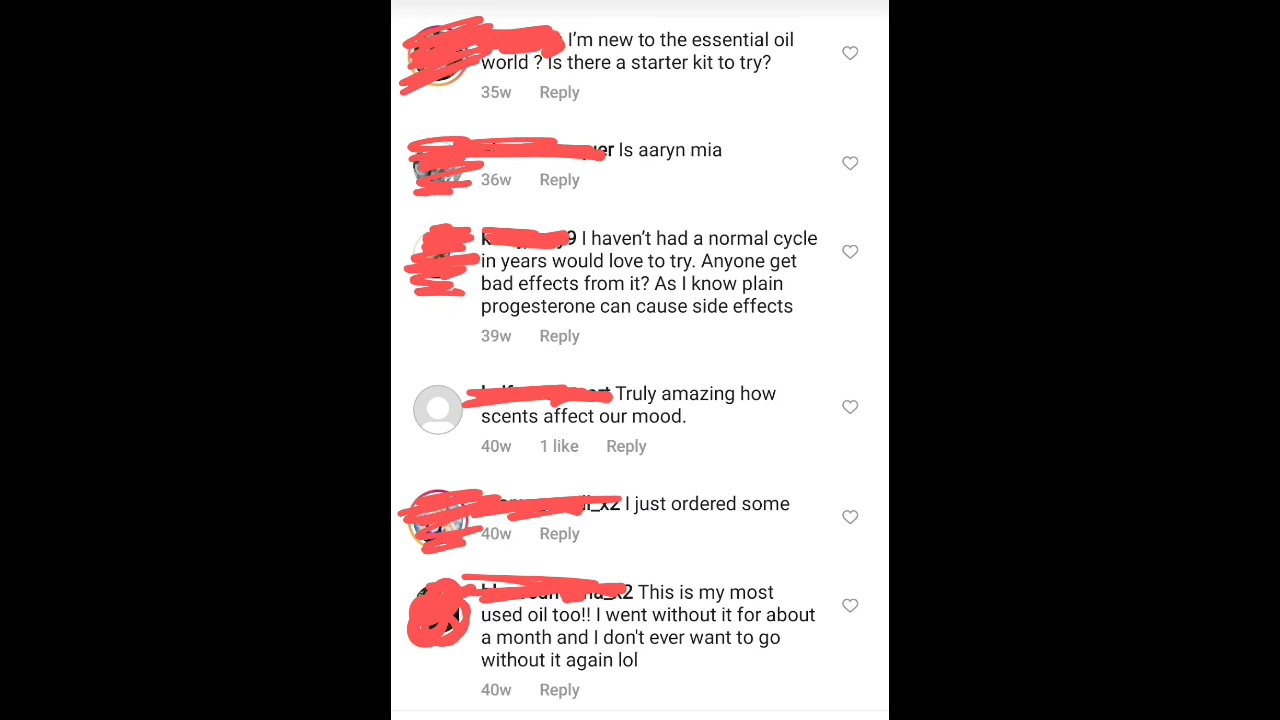 I'm new to the essential oil
world ? Is there a starter kit to try?
35w Reply
Is aaryn mia
36w Reply
I haven't had a normal cycle
in years would love to try. Anyone get
bad effects from it? As I know plain
progesterone can cause side effects
39w Reply
Truly amazing how
scents affect our mood.
40w 1 like Reply
I just ordered some
40w Reply
This is my most
used oil too!! I went without it for about
a month and I don't ever want to go
without it again lol
40w Reply